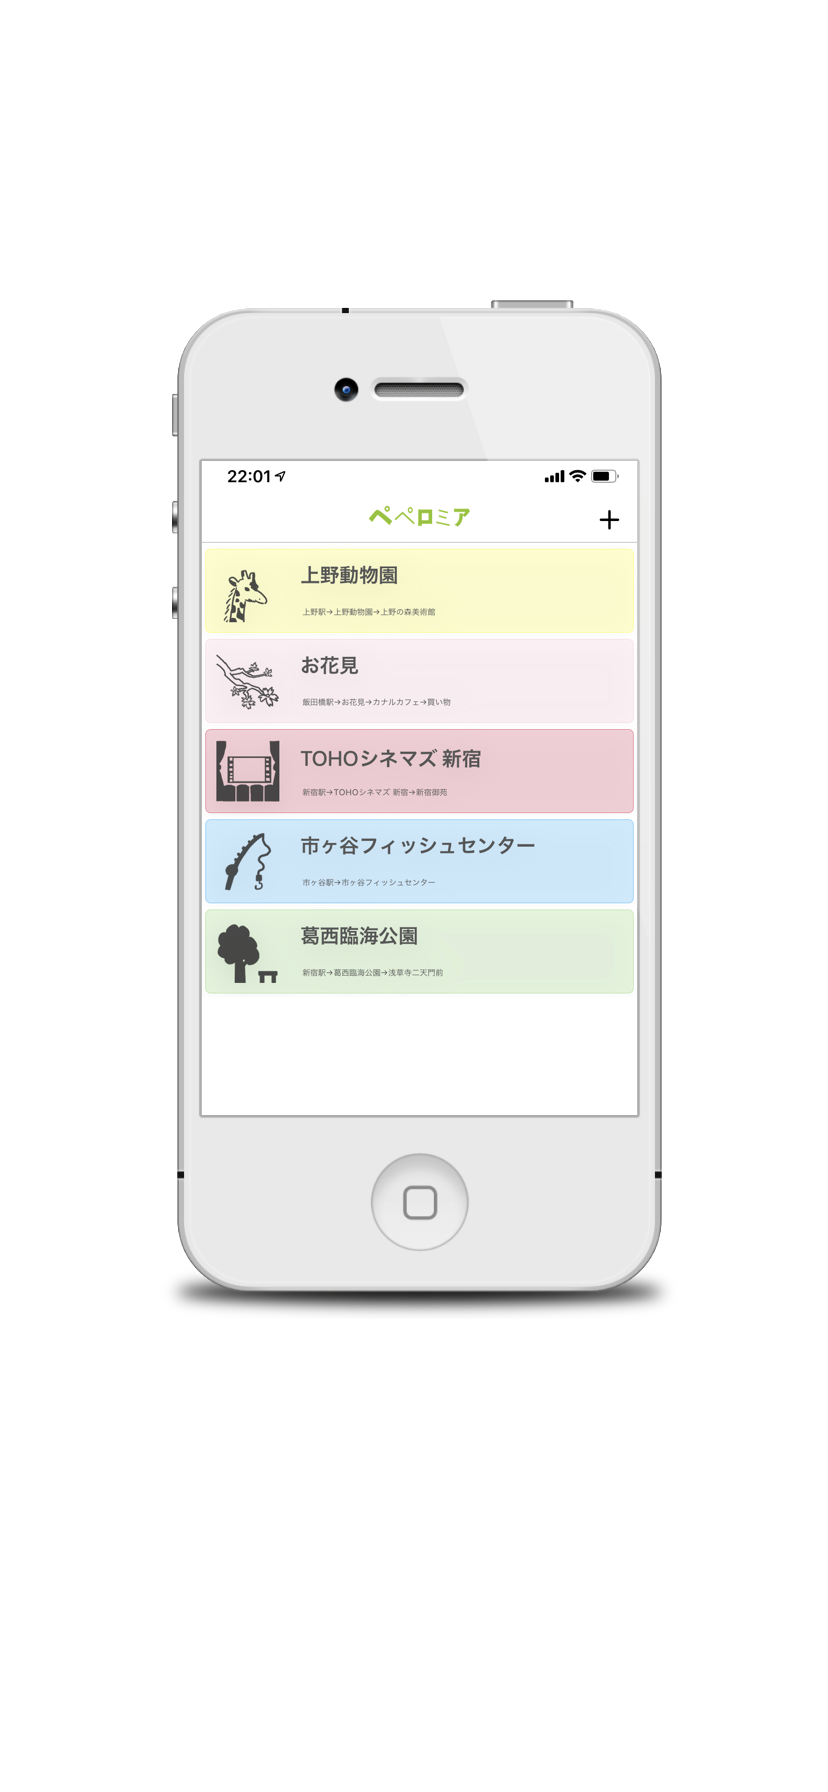 22:01
ペペロミア
上野動物園
上野駅→上野動物園→上野の森美術館
お花見
飯田橋駅→お花見→カナルカフェ→買い物
TOHOシネマズ 新宿
新宿駅→TOHOシネマズ 新宿→新宿御苑
市ヶ谷フィッシュセンター
市ヶ谷駅→市ヶ谷フィッシュセンター
葛西臨海公園
新宿駅→葛西臨海公園→浅草寺二天門前